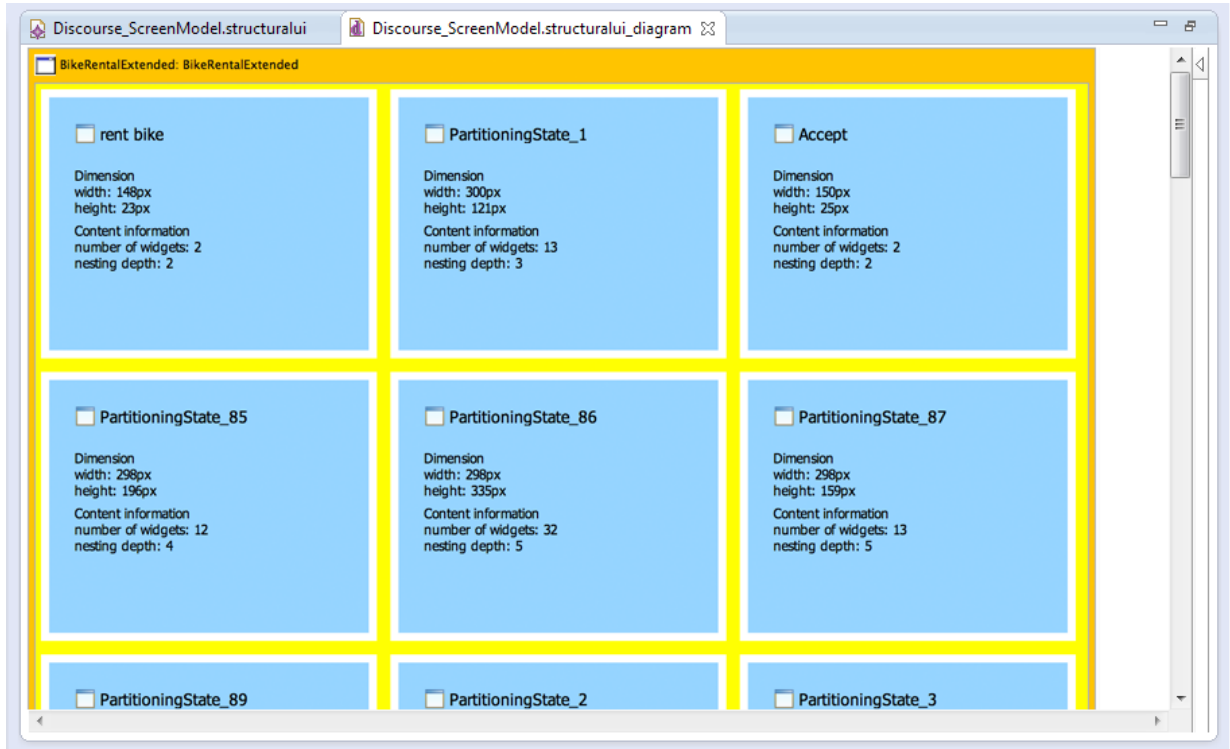 Discourse_ScreenModel.structuralui
Discourse_ScreenModel.structuralui_diagram
BikeRentalExtended: BikeRentalExtended
rent bike
Dimension
width: 148px
height: 23px
Content information
number of widgets: 2
nesting depth: 2
PartitioningState_1
Dimension
width: 300px
height: 121px
Content information
number of widgets: 13
nesting depth: 3
Accept
Dimension
width: 150px
height: 25px
Content information
number of widgets: 2
nesting depth: 2
PartitioningState_85
Dimension
width: 298px
height: 196px
Content information
number of widgets: 12
nesting depth: 4
PartitioningState_86
Dimension
width: 298px
height: 335px
Content information
number of widgets: 32
nesting depth: 5
PartitioningState_87
Dimension
width: 298px
height: 159px
Content information
number of widgets: 13
nesting depth: 5
PartitioningState_89
PartitioningState_2
PartitioningState_3